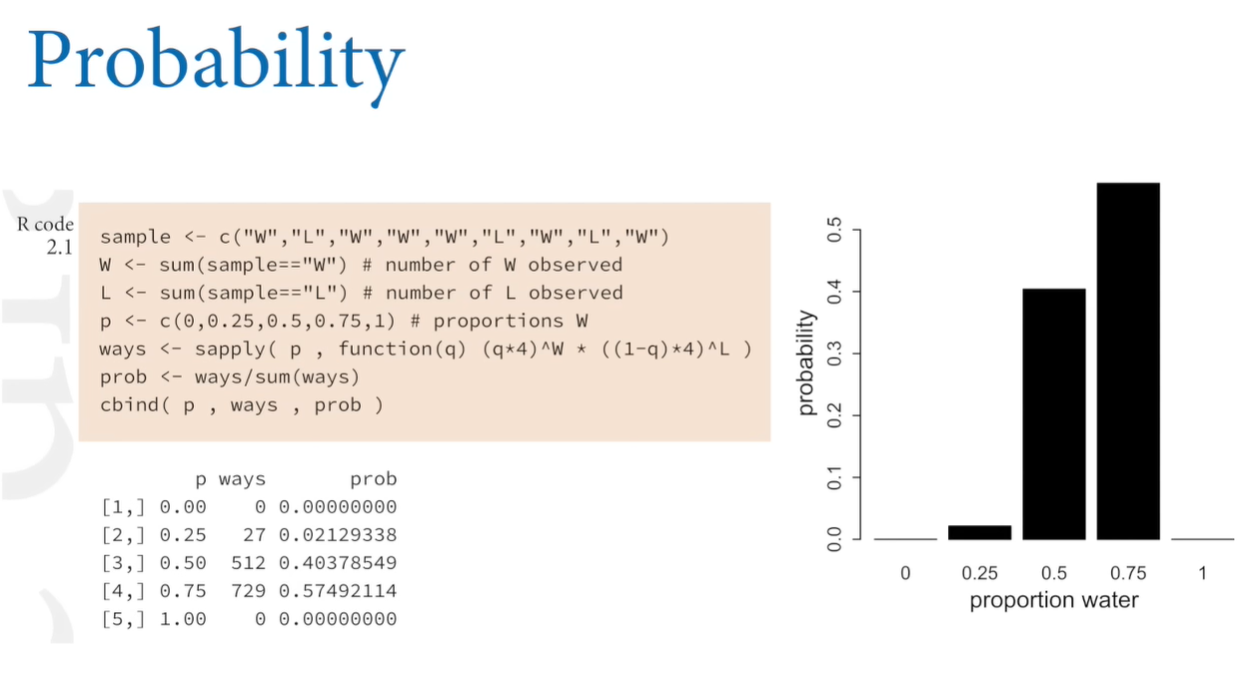 Probability
R code
2.1
sample <- c("W","L","W","W","W","L","W","L","W")
W <- sum(sample=="W") # number of W observed
L <- sum(sample=="L") # number of L observed
p <- c(0,0.25,0.5,0.75,1) # proportions W
ways <- sapply( p , function(q) (q*4)^W * ((1-q)*4)^L )
prob <- ways/sum(ways)
cbind( p , ways , prob )
p ways prob
[1,] 0.00 0 0.00000000
[2,] 0.25 27 0.02129338
[3,] 0.50 512 0.40378549
[4,] 0.75 729 0.57492114
[5,] 1.00 0 0.00000000
probability
0.5
0.4
0.3
0.2
0.1
0.0
0 0.25 0.5 0.75 1
proportion water